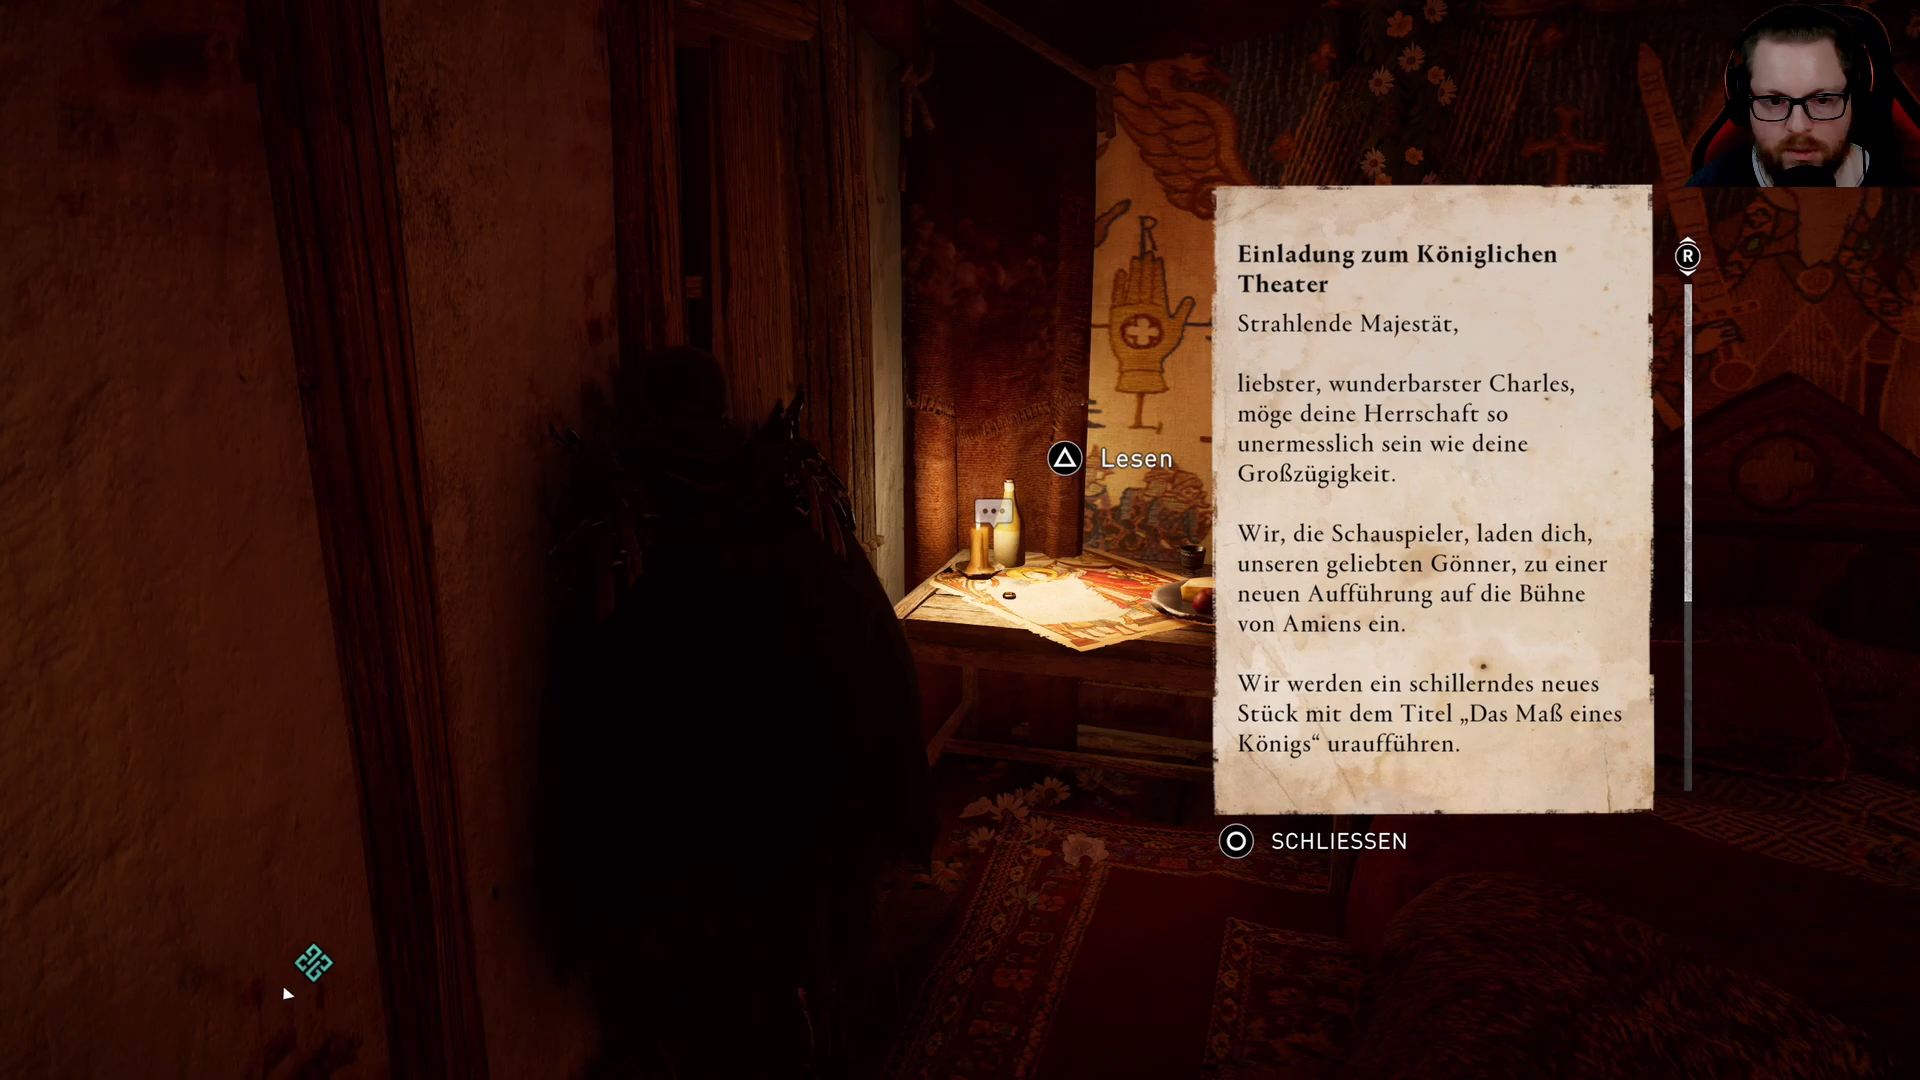 Einladung zum Königlichen
Theater
Strahlende Majestät,
liebster, wunderbarster Charles,
möge deine Herrschaft so
unermesslich sein wie deine
Großzügigkeit.
Wir, die Schauspieler, laden dich,
unseren geliebten Gönner, zu einer
neuen Aufführung auf die Bühne
von Amiens ein.
Wir werden ein schillerndes neues
Stück mit dem Titel „Das Maß eines
Königs“ uraufführen.
R
Lesen
R
L
SCHLIESSEN